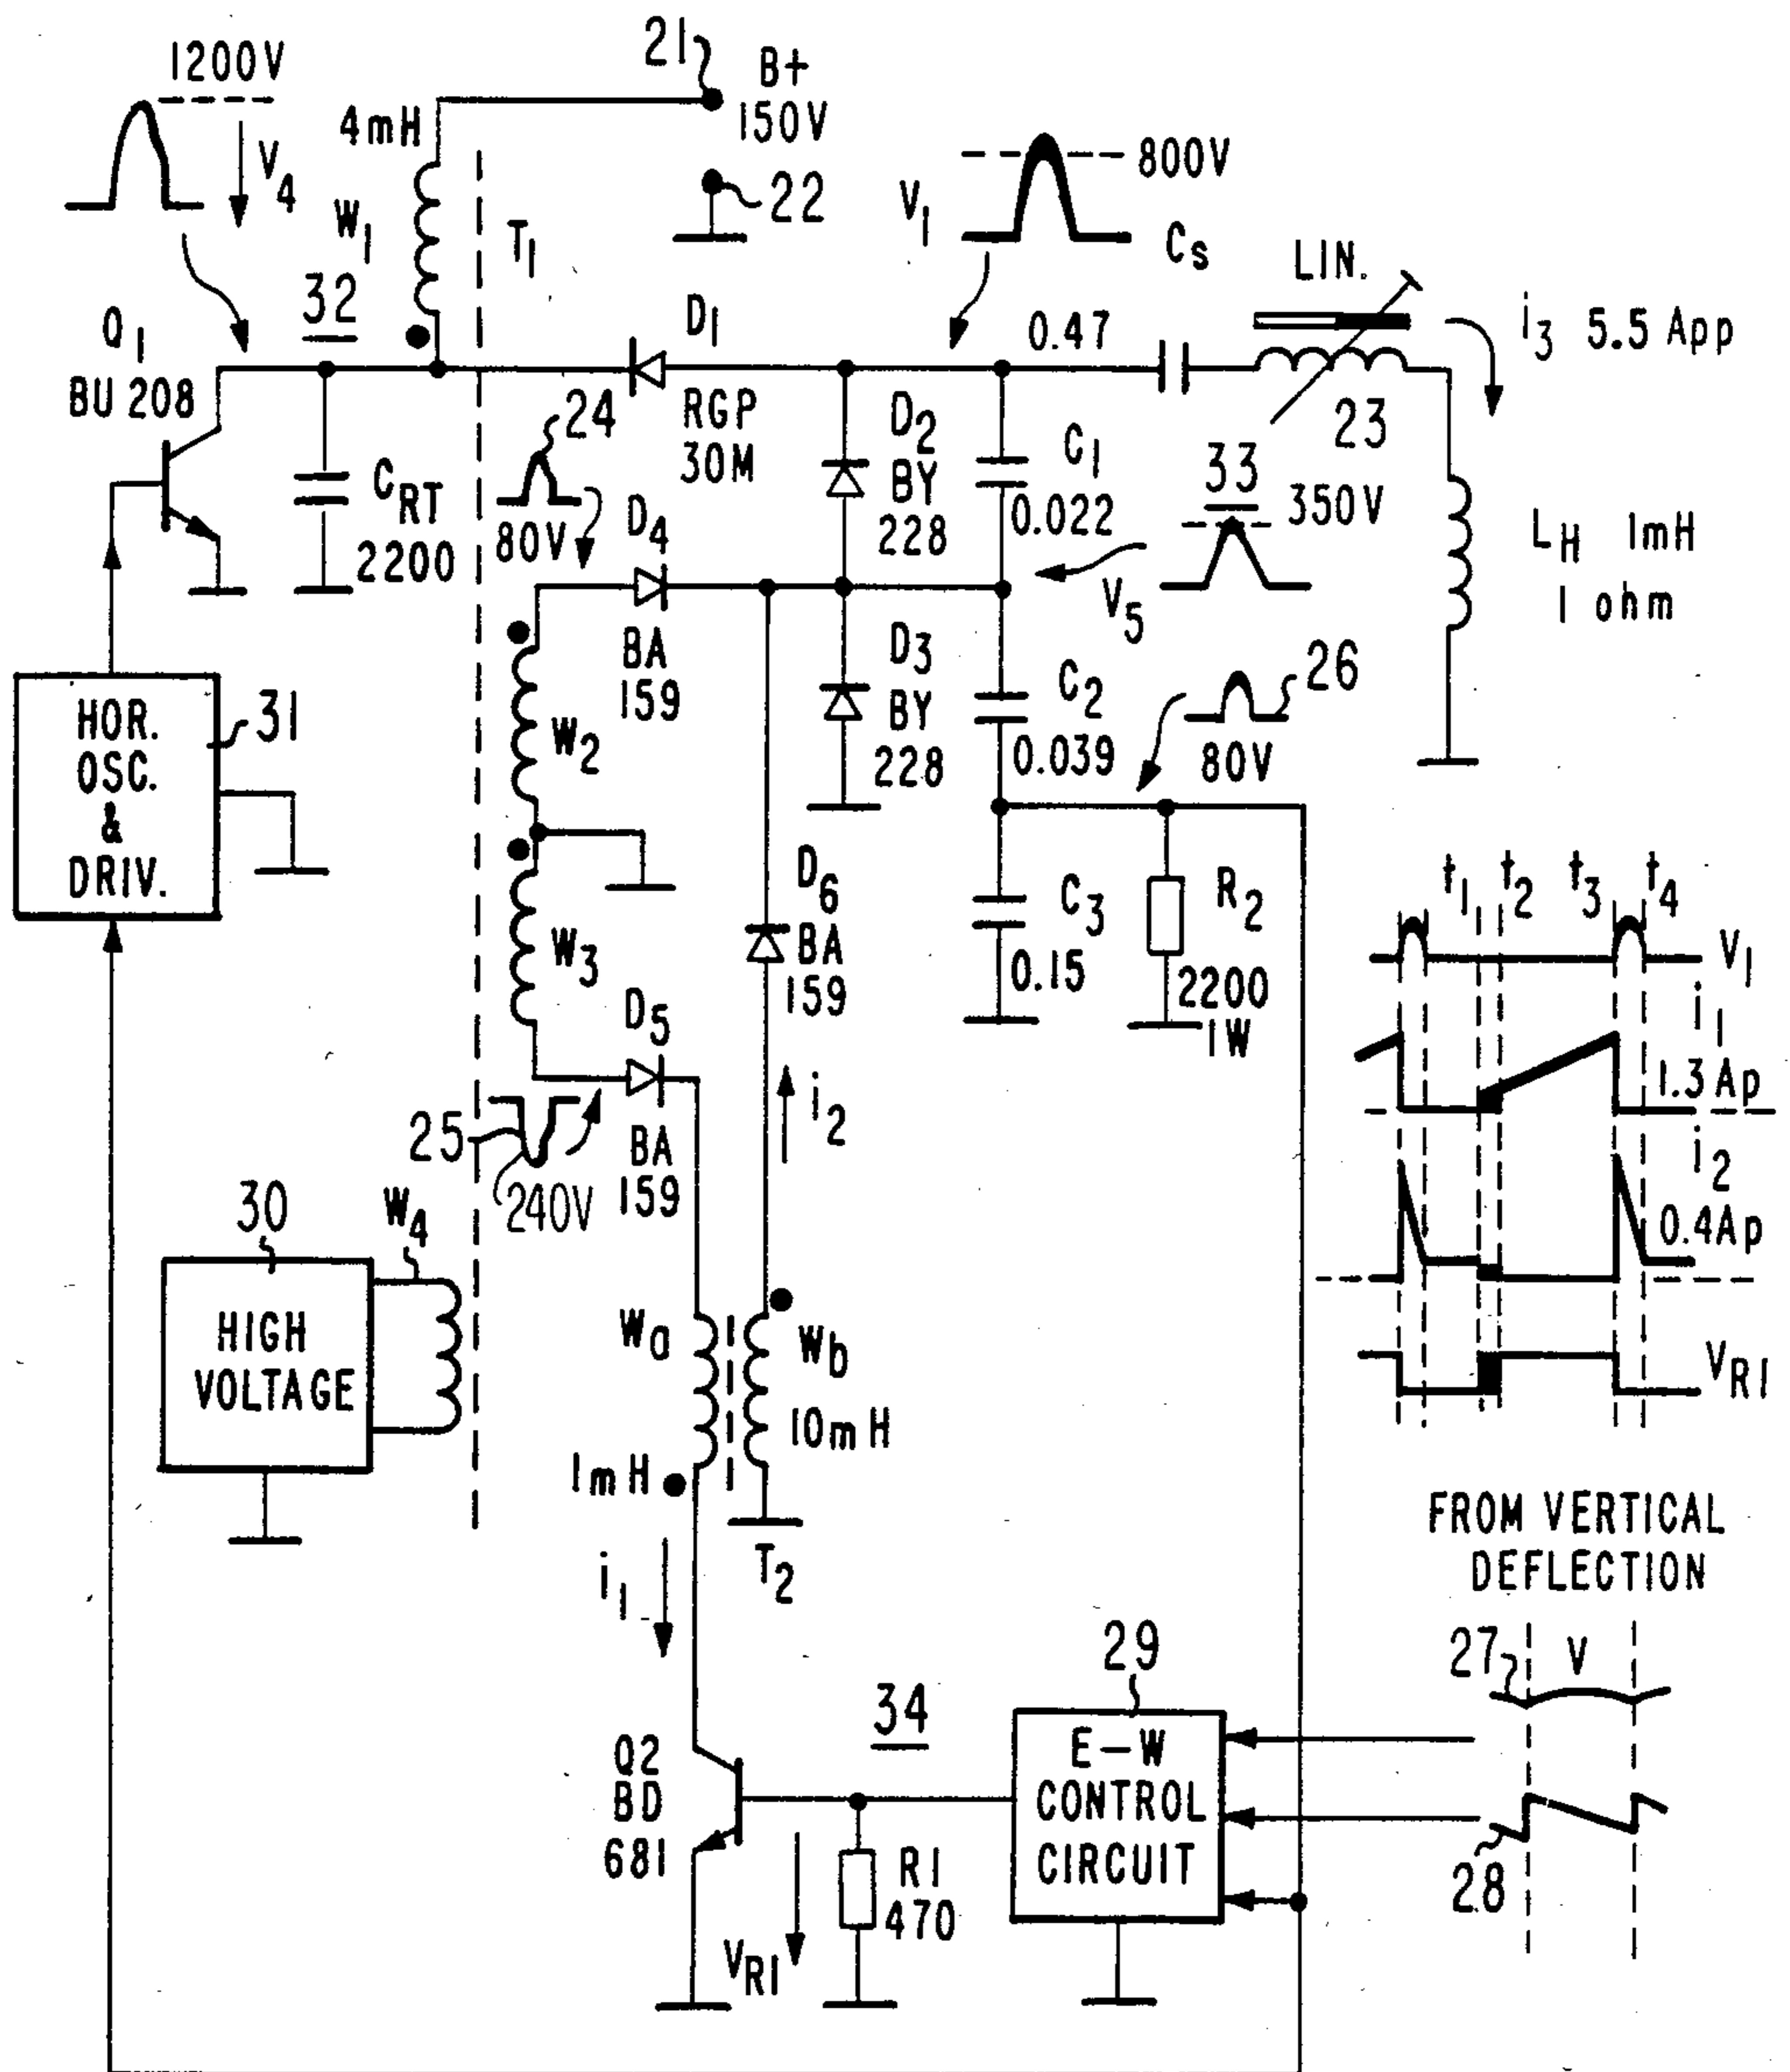 1200V
V4
21
B+
150V
22
4mH
W1
T1
32
Q1
BU 208
CRT
2200
V1
800V
CS
0.47
LIN.
23
i3 5.5 App
D1
RGP
30M
24
80V
D2
BY
228
C1
0.022
33
350V
V5
LH 1mH
1 ohm
D4
BA
159
W2
D3
BY
228
C2
0.039
26
80V
HOR.
OSC.
&
DRIV.
31
W3
D6
BA
159
C3
0.15
R2
2200
1W
t1 t2 t3 t4
V1
i1
1.3 Ap
i2
0.4Ap
VR1
D5
BA
159
25
240V
i2
30
HIGH
VOLTAGE
W4
Wa
1mH
Wb
10mH
T2
i1
FROM VERTICAL
DEFLECTION
27
V
28
29
E-W
CONTROL
CIRCUIT
34
Q2
BD
681
R1
470
VR1